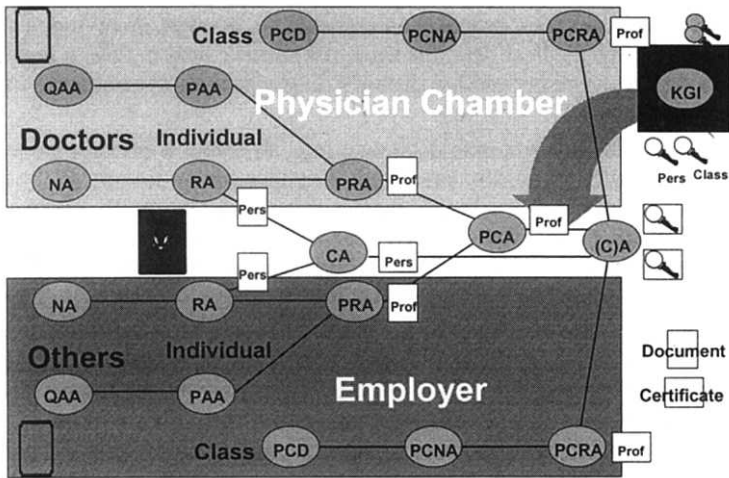 Class PCD PCNA PCRA Prof
QAA PAA Physician Chamber KGI
Doctors Individual
NA RA PRA Prof Pers Class
Pers PCA Prof
CA Pers (C)A
Pers
NA RA PRA Prof
Others Individual Document
QAA PAA Employer Certificate
Class PCD PCNA PCRA Prof